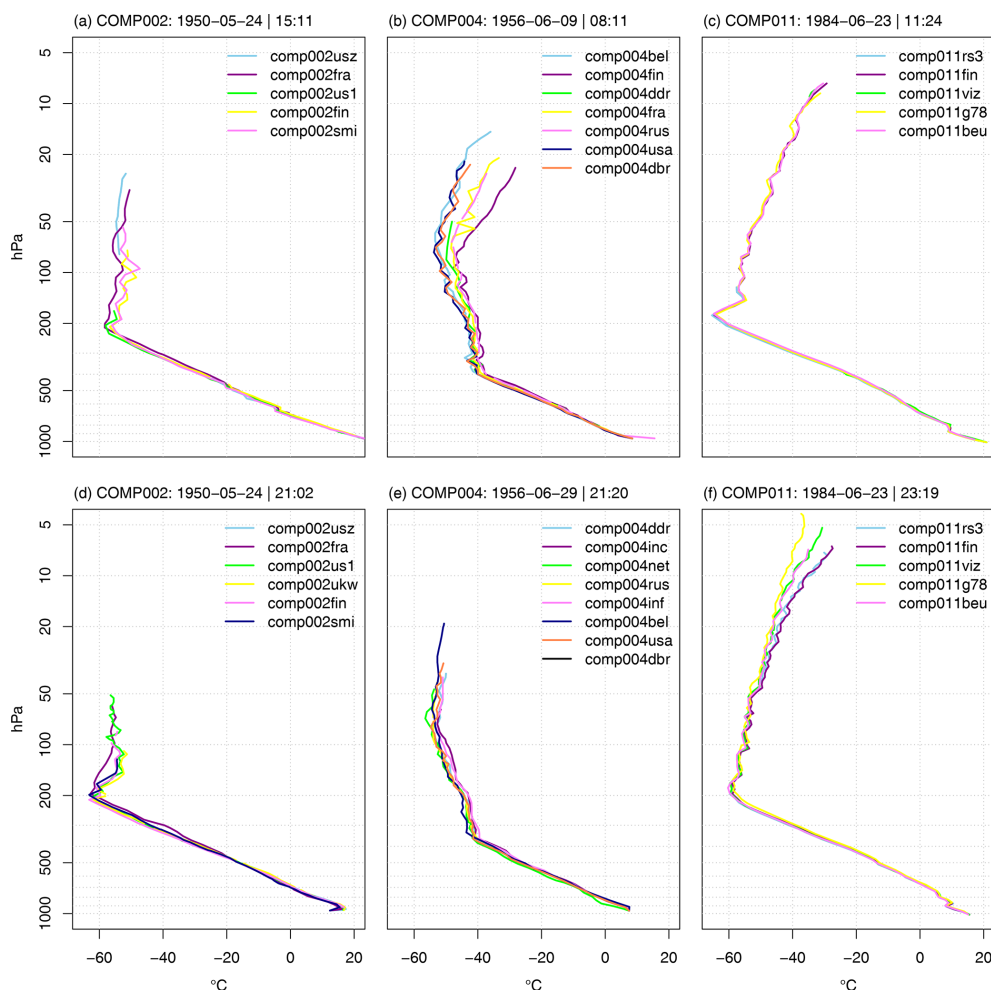 (a) COMP002: 1950−05−24 | 15:11
5
10
20
50
100
200
500
1000
hPa
comp002usz
comp002fra
comp002us1
comp002fin
comp002smi
(b) COMP004: 1956−06−09 | 08:11
comp004bel
comp004fin
comp004ddr
comp004fra
comp004rus
comp004usa
comp004dbr
(c) COMP011: 1984−06−23 | 11:24
comp011rs3
comp011fin
comp011viz
comp011g78
comp011beu
(d) COMP002: 1950−05−24 | 21:02
5
10
20
50
100
200
5000
1000
hPa
comp002usz
comp002fra
comp002us1
comp002ukw
comp002fin
comp002smi
−60 −40 −20 0 20
°C
(e) COMP004: 1956−06−29 | 21:20
comp004ddr
comp004inc
comp004net
comp004rus
comp004inf
comp004bel
comp004usa
comp004dbr
−60 −40 −20 0 20
°C
(f) COMP011: 1984−06−23 | 23:19
comp011rs3
comp011fin
comp011viz
comp011g78
comp011beu
−60 −40 −20 0 20
°C